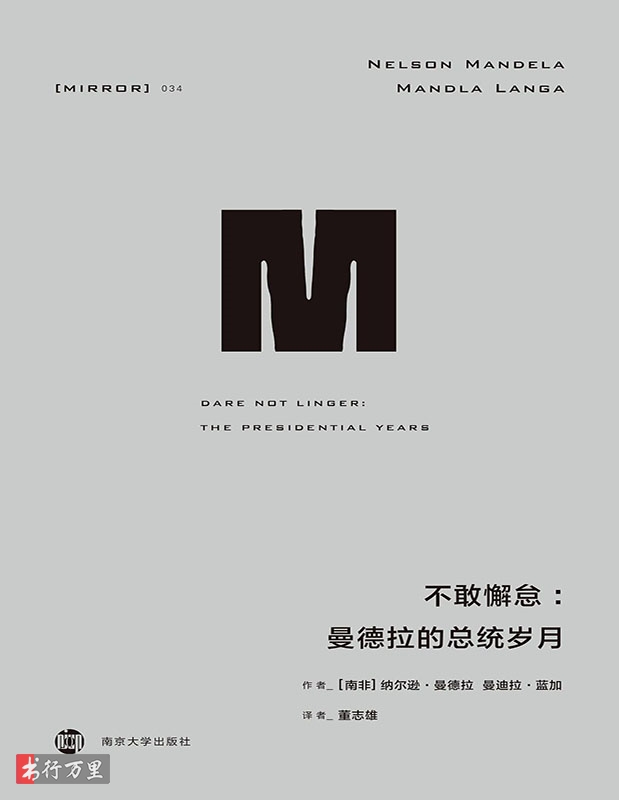 NELSON MANDELA
[MIRROR] 034
MANDLA LANGA
M
DARE NOT LINGER:
THE PRESIDENTIAL YEARS
不敢懈怠：
曼德拉的总统岁月
作者_ [南非] 纳尔逊·曼德拉 曼迪拉·蓝加
译者_ 董志雄
南京大学出版社
书行万里